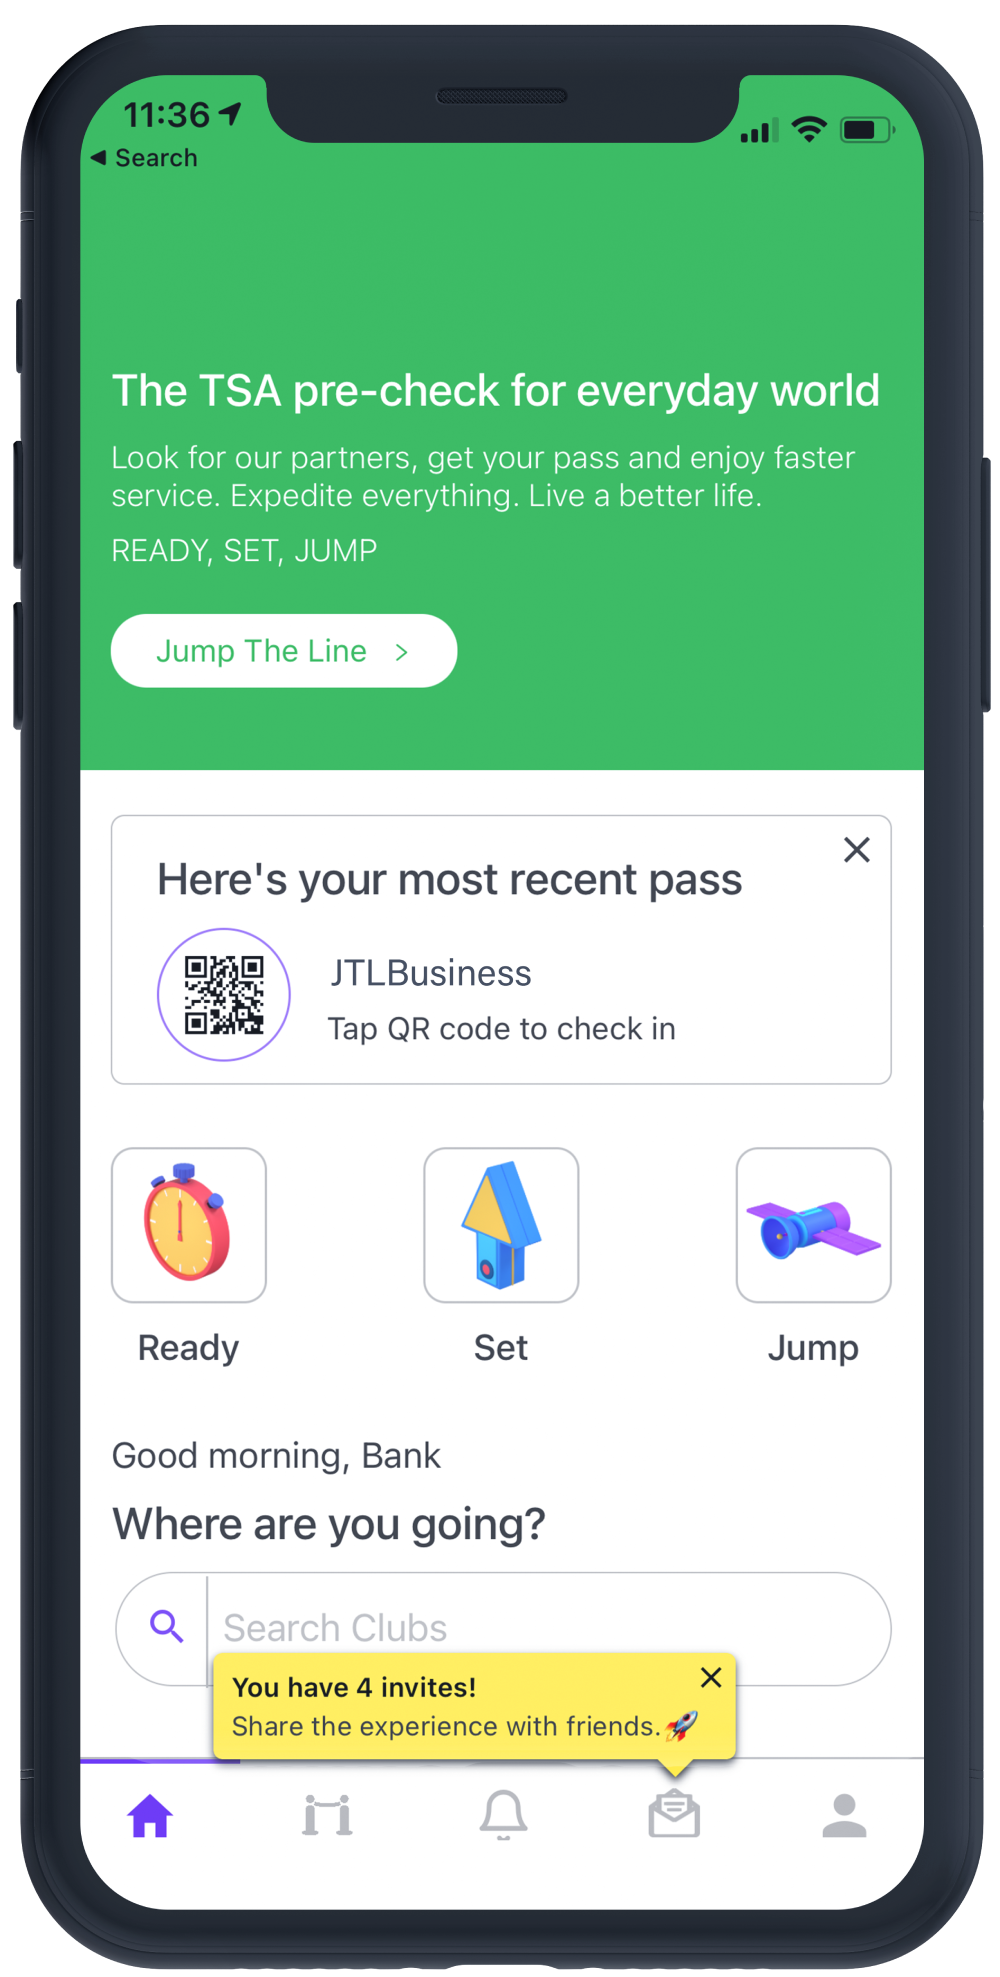 11:36
Search
The TSA pre-check for everyday world
Look for our partners, get your pass and enjoy faster
service. Expedite everything. Live a better life.
READY, SET, JUMP
Jump The Line >
Here's your most recent pass
JTLBusiness
Tap QR code to check in
Ready
Set
Jump
Good morning, Bank
Where are you going?
Search Clubs
You have 4 invites!
Share the experience with friends.🚀